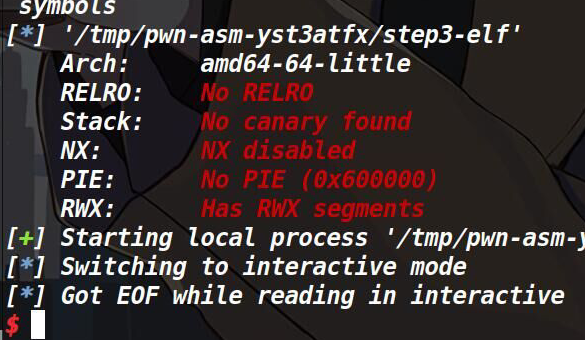 symbols
[*] '/tmp/pwn-asm-yst3atfx/step3-elf'
Arch: amd64-64-little
RELRO: No RELRO
Stack: No canary found
NX: NX disabled
PIE: No PIE (0x600000)
RWX: Has RWX segments
[+] Starting local process '/tmp/pwn-asm-y
[*] Switching to interactive mode
[*] Got EOF while reading in interactive
$